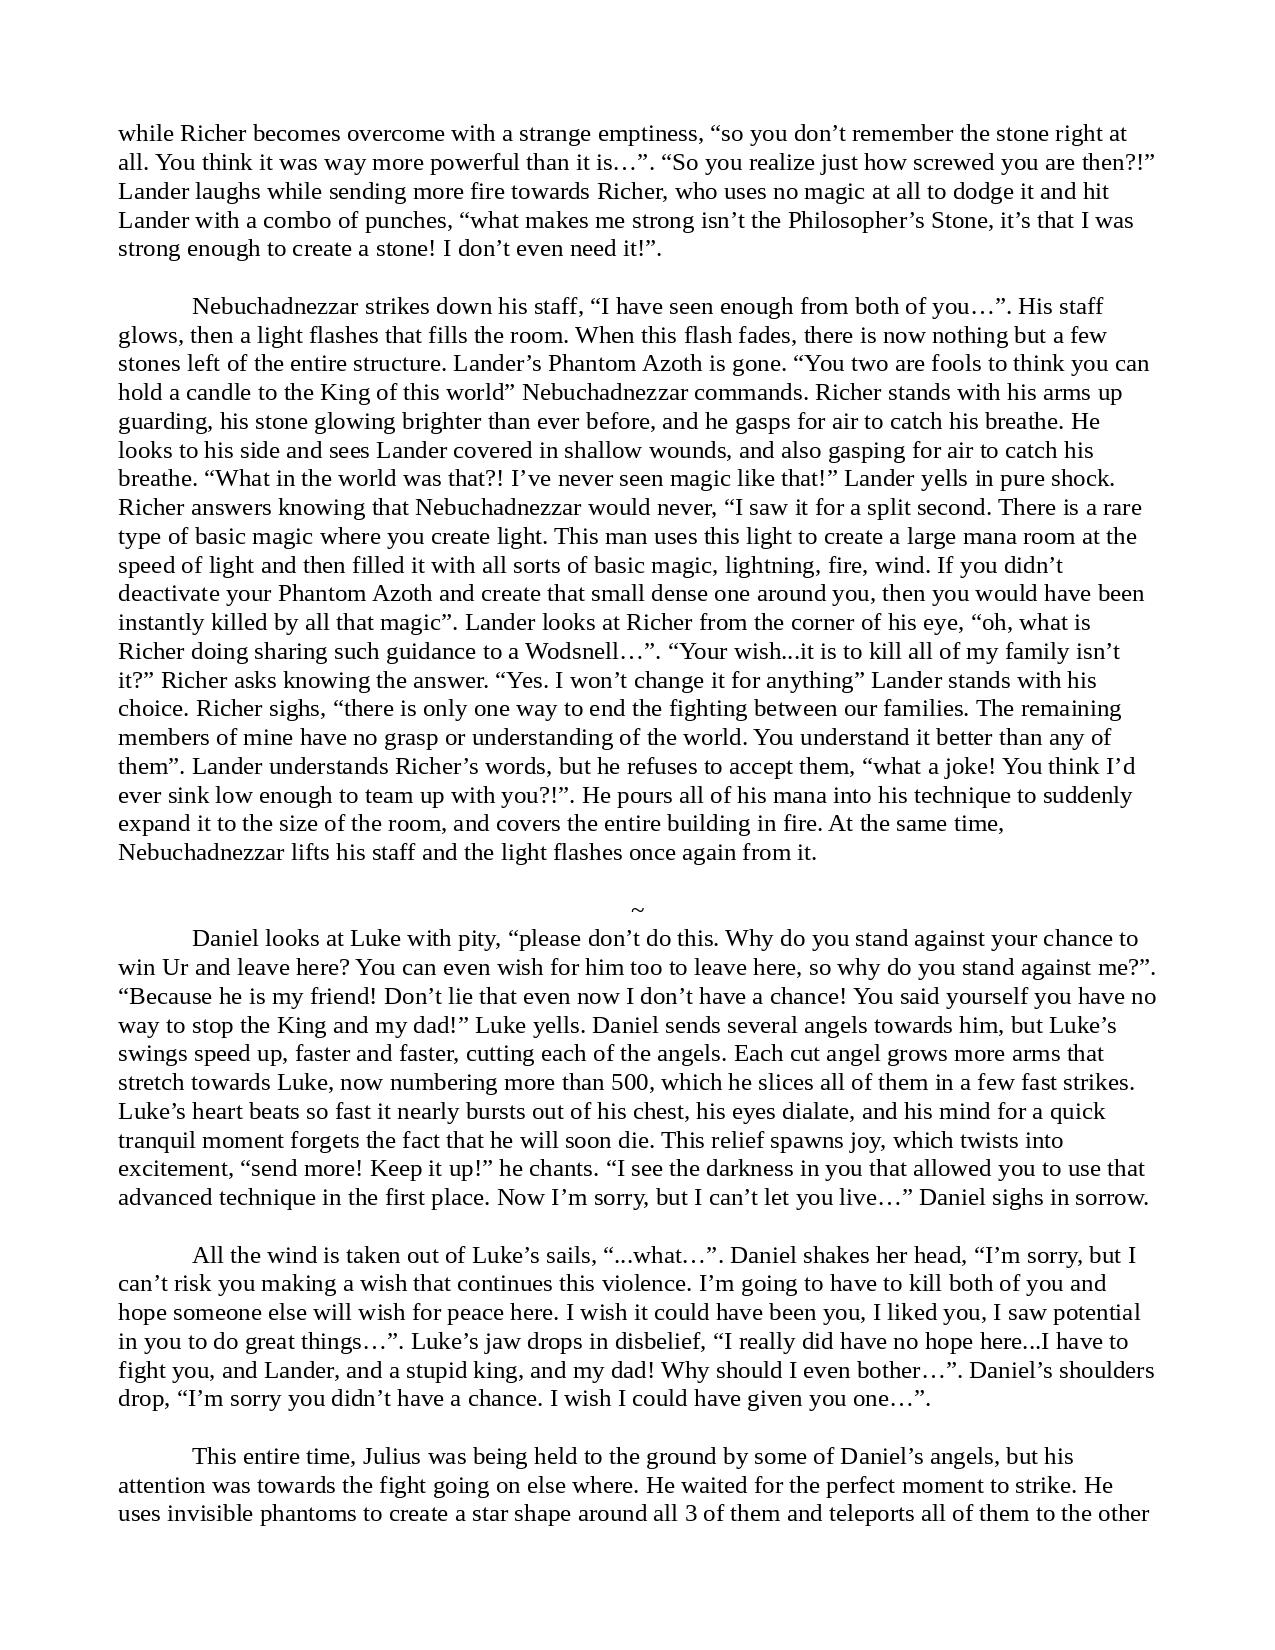 while Richer becomes overcome with a strange emptiness, “so you don’t remember the stone right at
all. You think it was way more powerful than it is…”. “So you realize just how screwed you are then?!”
Lander laughs while sending more fire towards Richer, who uses no magic at all to dodge it and hit
Lander with a combo of punches, “what makes me strong isn’t the Philosopher’s Stone, it’s that I was
strong enough to create a stone! I don’t even need it!”.
Nebuchadnezzar strikes down his staff, “I have seen enough from both of you…”. His staff
glows, then a light flashes that fills the room. When this flash fades, there is now nothing but a few
stones left of the entire structure. Lander’s Phantom Azoth is gone. “You two are fools to think you can
hold a candle to the King of this world” Nebuchadnezzar commands. Richer stands with his arms up
guarding, his stone glowing brighter than ever before, and he gasps for air to catch his breathe. He
looks to his side and sees Lander covered in shallow wounds, and also gasping for air to catch his
breathe. “What in the world was that?! I’ve never seen magic like that!” Lander yells in pure shock.
Richer answers knowing that Nebuchadnezzar would never, “I saw it for a split second. There is a rare
type of basic magic where you create light. This man uses this light to create a large mana room at the
speed of light and then filled it with all sorts of basic magic, lightning, fire, wind. If you didn’t
deactivate your Phantom Azoth and create that small dense one around you, then you would have been
instantly killed by all that magic”. Lander looks at Richer from the corner of his eye, “oh, what is
Richer doing sharing such guidance to a Wodsnell…”. “Your wish...it is to kill all of my family isn’t
it?” Richer asks knowing the answer. “Yes. I won’t change it for anything” Lander stands with his
choice. Richer sighs, “there is only one way to end the fighting between our families. The remaining
members of mine have no grasp or understanding of the world. You understand it better than any of
them”. Lander understands Richer’s words, but he refuses to accept them, “what a joke! You think I’d
ever sink low enough to team up with you?!”. He pours all of his mana into his technique to suddenly
expand it to the size of the room, and covers the entire building in fire. At the same time,
Nebuchadnezzar lifts his staff and the light flashes once again from it.
~
Daniel looks at Luke with pity, “please don’t do this. Why do you stand against your chance to
win Ur and leave here? You can even wish for him too to leave here, so why do you stand against me?”.
“Because he is my friend! Don’t lie that even now I don’t have a chance! You said yourself you have no
way to stop the King and my dad!” Luke yells. Daniel sends several angels towards him, but Luke’s
swings speed up, faster and faster, cutting each of the angels. Each cut angel grows more arms that
stretch towards Luke, now numbering more than 500, which he slices all of them in a few fast strikes.
Luke’s heart beats so fast it nearly bursts out of his chest, his eyes dialate, and his mind for a quick
tranquil moment forgets the fact that he will soon die. This relief spawns joy, which twists into
excitement, “send more! Keep it up!” he chants. “I see the darkness in you that allowed you to use that
advanced technique in the first place. Now I’m sorry, but I can’t let you live…” Daniel sighs in sorrow.
All the wind is taken out of Luke’s sails, “...what…”. Daniel shakes her head, “I’m sorry, but I
can’t risk you making a wish that continues this violence. I’m going to have to kill both of you and
hope someone else will wish for peace here. I wish it could have been you, I liked you, I saw potential
in you to do great things…”. Luke’s jaw drops in disbelief, “I really did have no hope here...I have to
fight you, and Lander, and a stupid king, and my dad! Why should I even bother…”. Daniel’s shoulders
drop, “I’m sorry you didn’t have a chance. I wish I could have given you one…”.
This entire time, Julius was being held to the ground by some of Daniel’s angels, but his
attention was towards the fight going on else where. He waited for the perfect moment to strike. He
uses invisible phantoms to create a star shape around all 3 of them and teleports all of them to the other